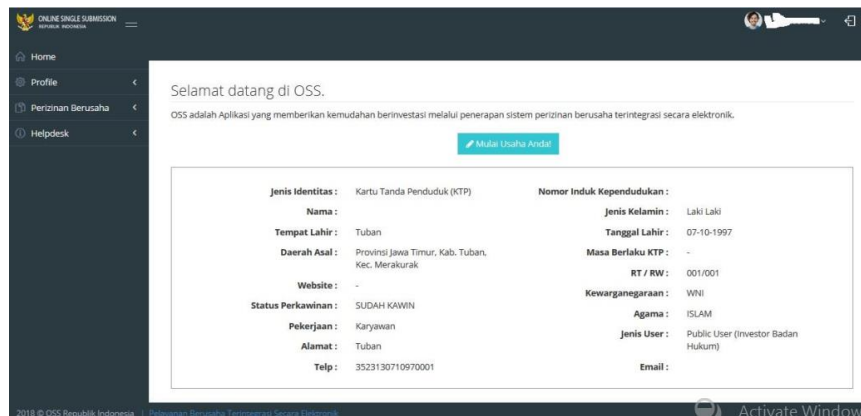 ONLINE SINGLE SUBMISSION
REPUBLIK INDONESIA
Home
Profile
Perizinan Berusaha
Helpdesk
Selamat datang di OSS.
OSS adalah Aplikasi yang memberikan kemudahan berinvestasi melalui penerapan sistem perizinan berusaha terintegrasi secara elektronik.
Mulai Usaha Anda!
Jenis Identitas : Kartu Tanda Penduduk (KTP)
Nomor Induk Kependudukan :
Nama :
Jenis Kelamin : Laki Laki
Tempat Lahir : Tuban
Tanggal Lahir : 07-10-1997
Daerah Asal : Provinsi Jawa Timur, Kab. Tuban,
Kec. Merakurak
Masa Berlaku KTP : -
RT / RW : 001/001
Website : -
Kewarganegaraan : WNI
Status Perkawinan : SUDAH KAWIN
Agama : ISLAM
Pekerjaan : Karyawan
Jenis User : Public User (Investor Badan
Hukum)
Alamat : Tuban
Telp : 3523130710970001
Email :
2018 © OSS Republik Indonesia | Pelayanan Berusaha Terintegrasi Secara Elektronik
Activate Window